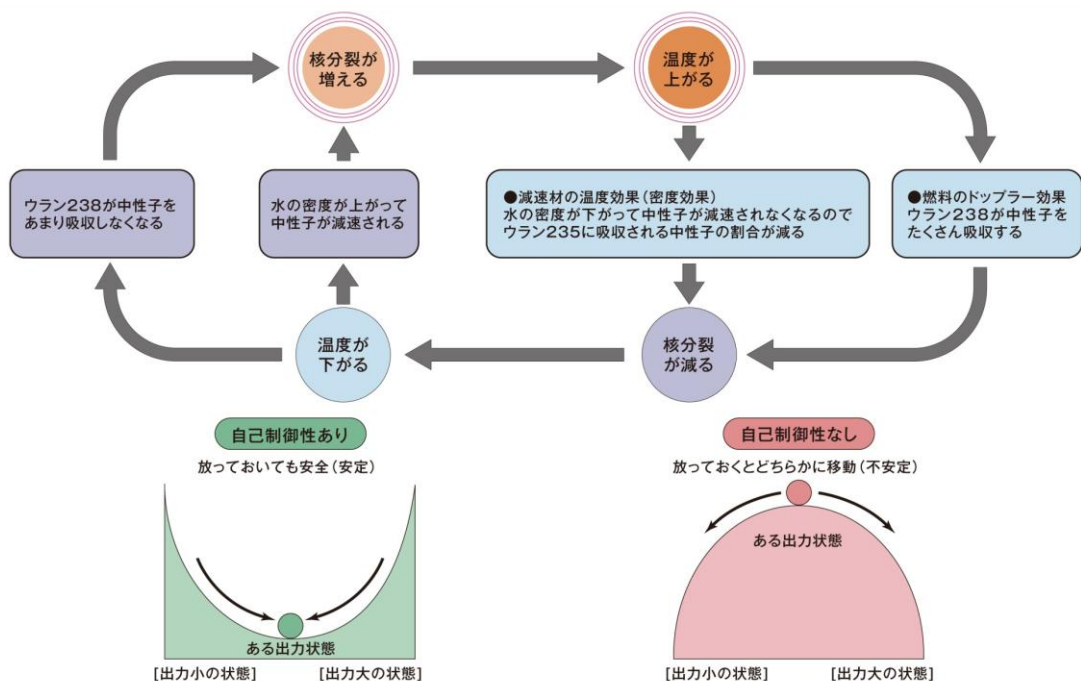 核分裂が
増える
温度が
上がる
ウラン238が中性子を
あまり吸収しなくなる
水の密度が上がって
中性子が減速される
●減速材の温度効果(密度効果)
水の密度が下がって中性子が減速されなくなるので
ウラン235に吸収される中性子の割合が減る
●燃料のドップラー効果
ウラン238が中性子を
たくさん吸収する
温度が
下がる
核分裂
が減る
自己制御性あり
放っておいても安全(安定)
ある出力状態
[出力小の状態]
[出力大の状態]
自己制御性なし
放っておくとどちらかに移動(不安定)
ある出力状態
[出力小の状態]
[出力大の状態]